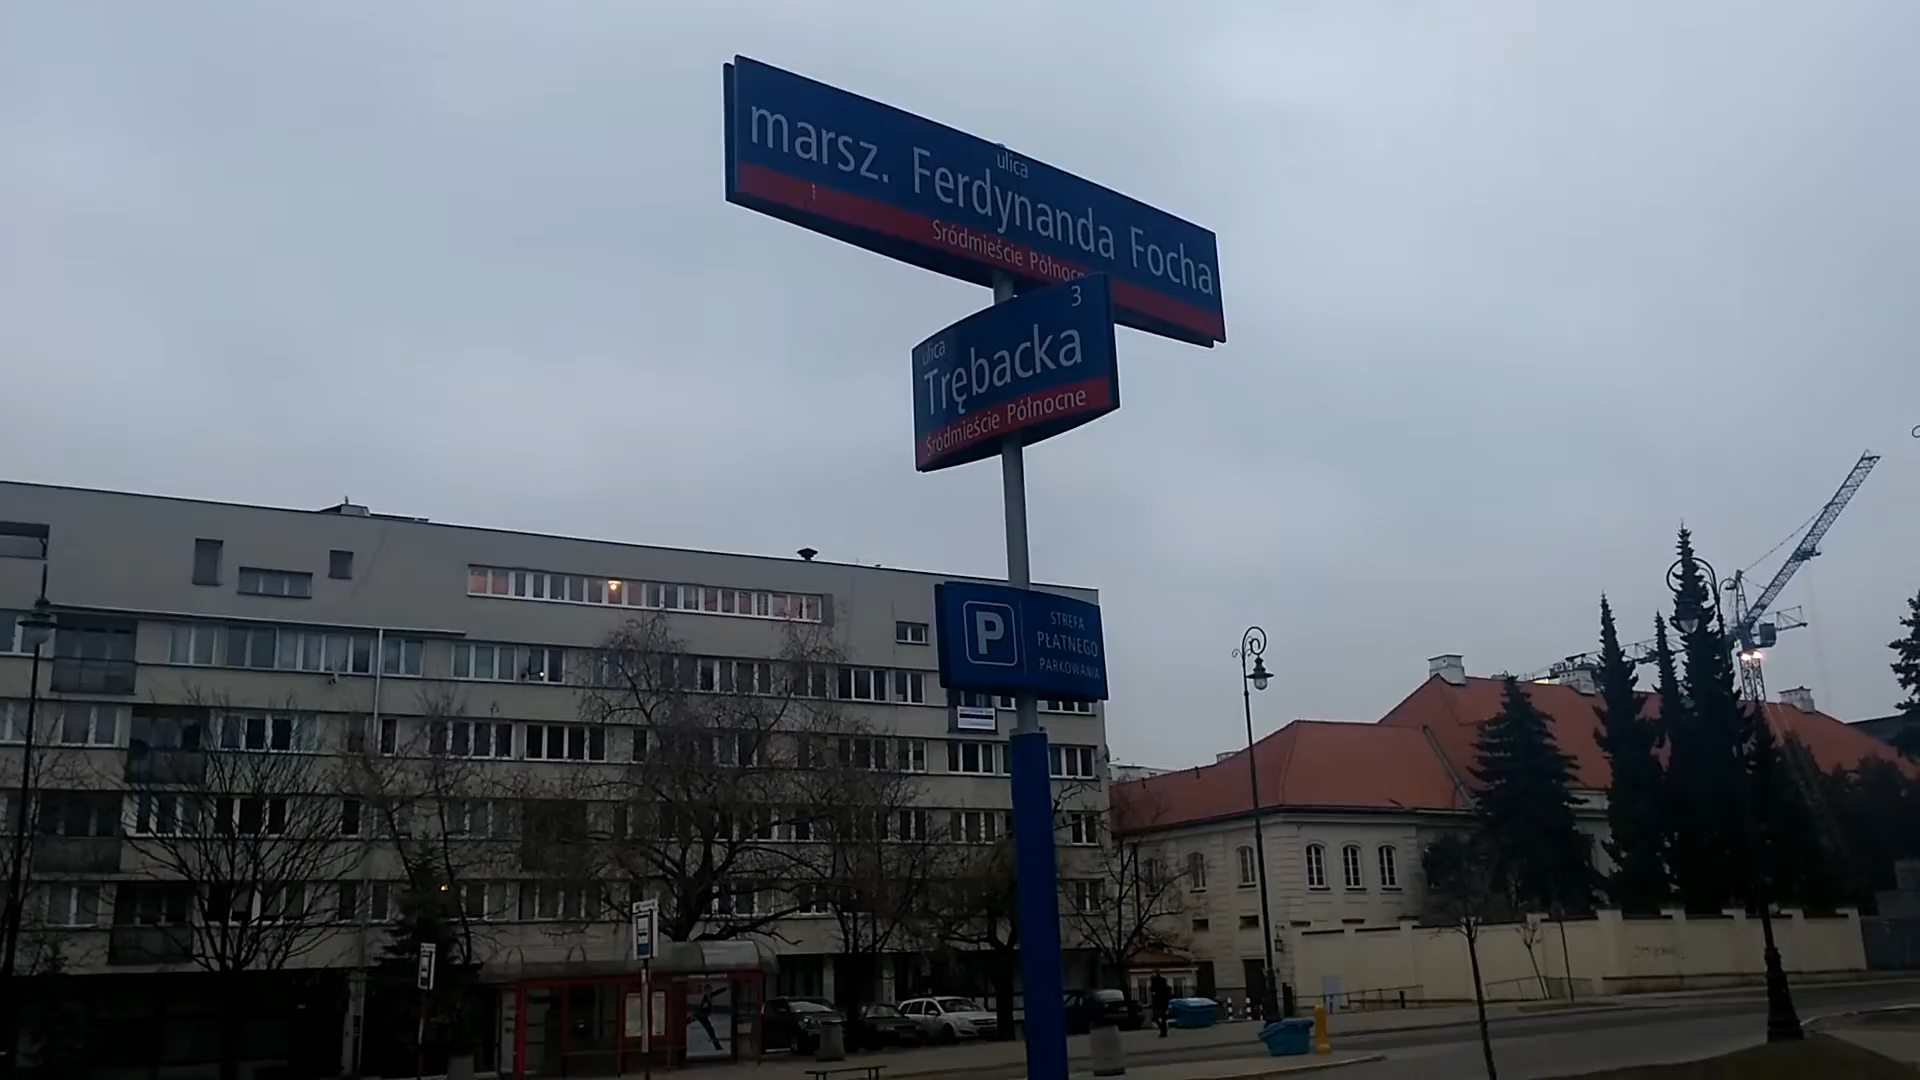 ulica
marsz. Ferdynanda Focha
1
Śródmieście Północne
3
ulica
Trębacka
Śródmieście Północne
P
STREFA
PŁATNEGO
PARKOWANIA